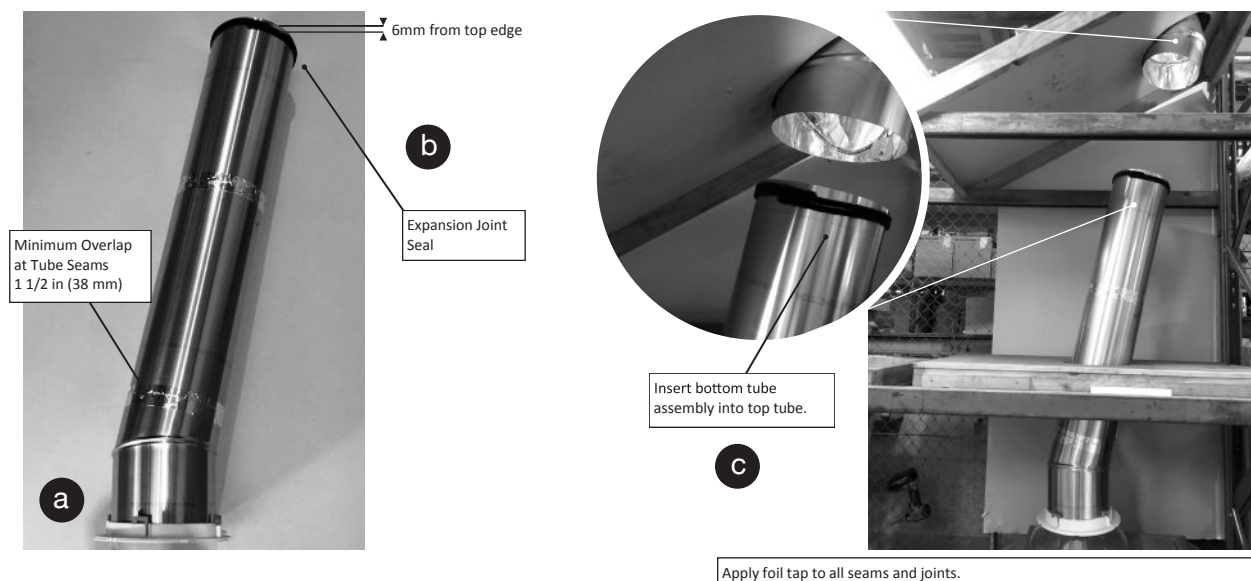 6mm from top edge
b
Expansion Joint
Seal
Minimum Overlap
at Tube Seams
1 1/2 in (38 mm)
a
Insert bottom tube
assembly into top tube.
c
Apply foil tap to all seams and joints.